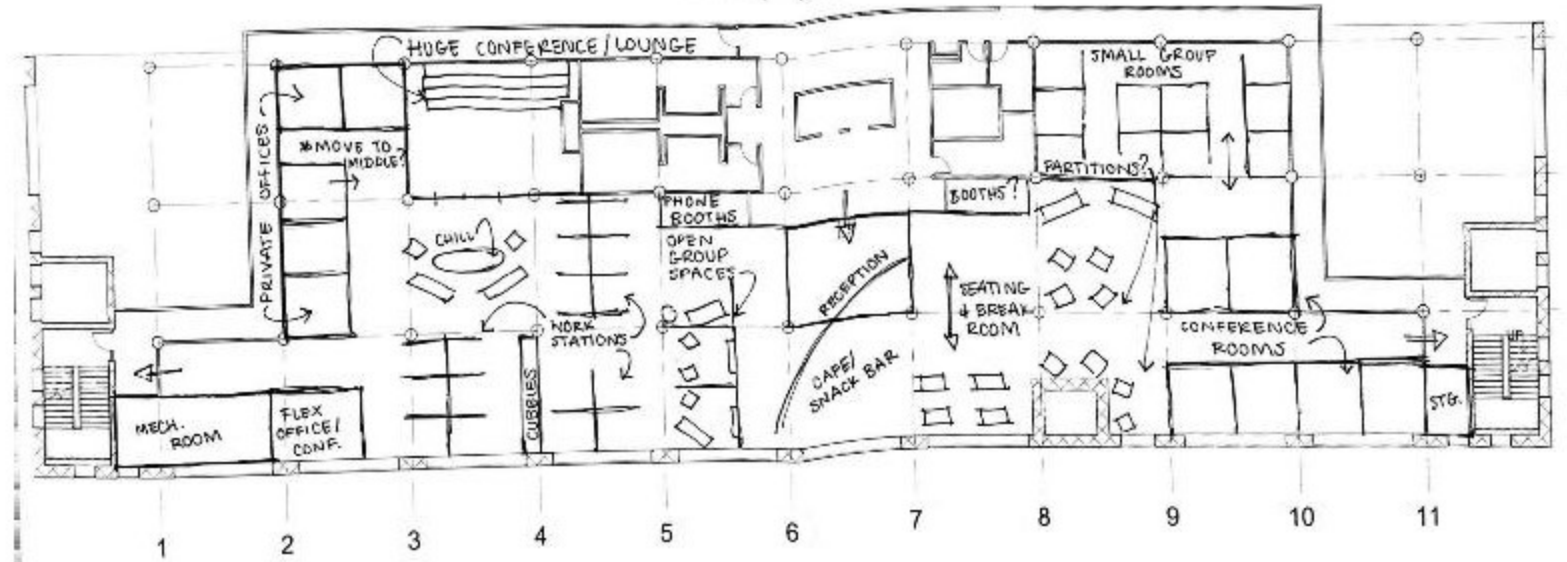 HUGE CONFERENCE/LOUNGE
SMALL GROUP
ROOMS
PRIVATE OFFICES
*MOVE TO
MIDDLE?
PARTITIONS?
BOOTHS?
PHONE
BOOTHS
CHILL
OPEN
GROUP
SPACES
RECEPTION
SEATING
& BREAK
ROOM
WORK
STATIONS
CONFERENCE
ROOMS
UP
CAFE/
SNACK BAR
CUBBIES
MECH.
ROOM
FLEX
OFFICE/
CONF.
STG.
1 2 3 4 5 6 7 8 9 10 11